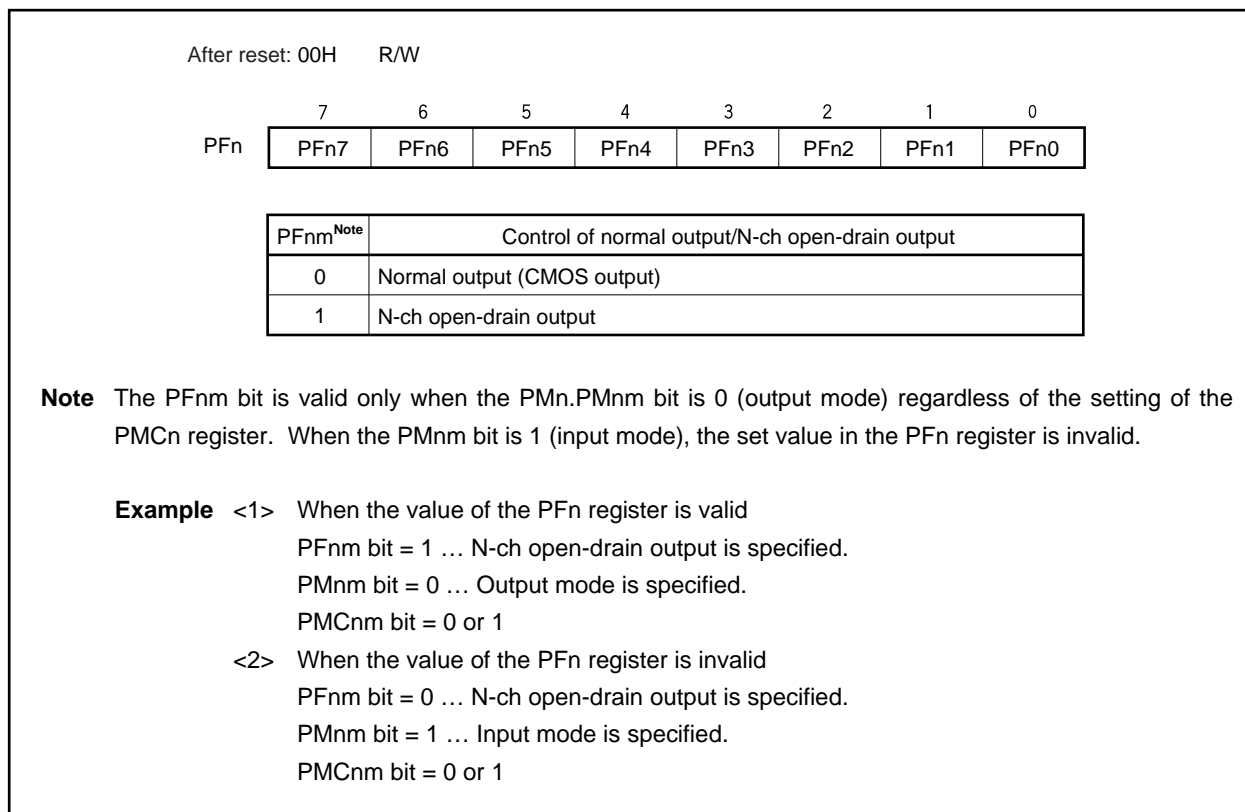 After reset: 00H R/W
7 6 5 4 3 2 1 0
PFn PFn7 PFn6 PFn5 PFn4 PFn3 PFn2 PFn1 PFn0
PFnmNote Control of normal output/N-ch open-drain output
0 Normal output (CMOS output)
1 N-ch open-drain output
Note The PFnm bit is valid only when the PMn.PMnm bit is 0 (output mode) regardless of the setting of the
PMCn register. When the PMnm bit is 1 (input mode), the set value in the PFn register is invalid.
Example <1> When the value of the PFn register is valid
PFnm bit = 1 … N-ch open-drain output is specified.
PMnm bit = 0 … Output mode is specified.
PMCnm bit = 0 or 1
<2> When the value of the PFn register is invalid
PFnm bit = 0 … N-ch open-drain output is specified.
PMnm bit = 1 … Input mode is specified.
PMCnm bit = 0 or 1